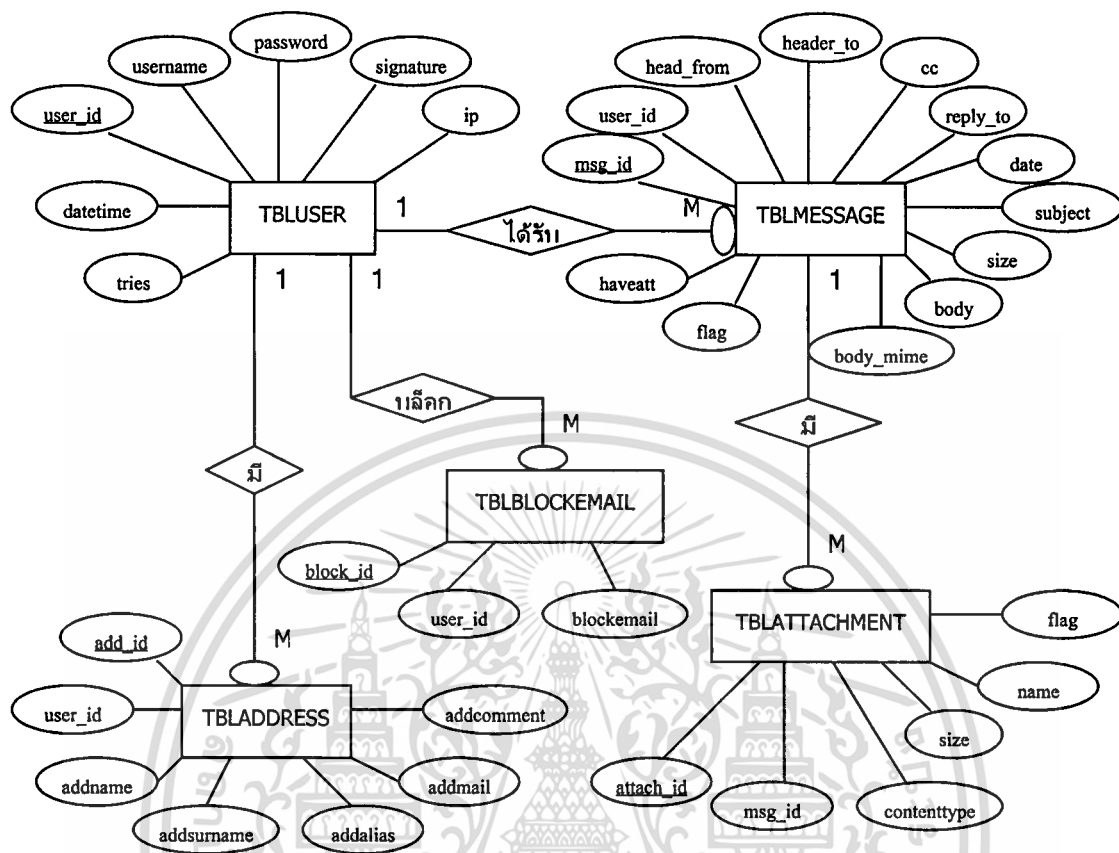 password
username
signature
user_id
ip
datetime
TBLUSER
tries
1
1
1
header_to
head_from
cc
user_id
reply_to
msg_id
date
TBLMESSAGE
subject
M
ได้รับ
haveatt
size
flag
1
body
body_mime
บล็อก
M
มี
มี
TBLBLOCKEMAIL
block_id
user_id
blockemail
M
TBLATTACHMENT
flag
name
size
attach_id
msg_id
contenttype
M
add_id
user_id
TBLADDRESS
addcomment
addname
addmail
addsurname
addalias